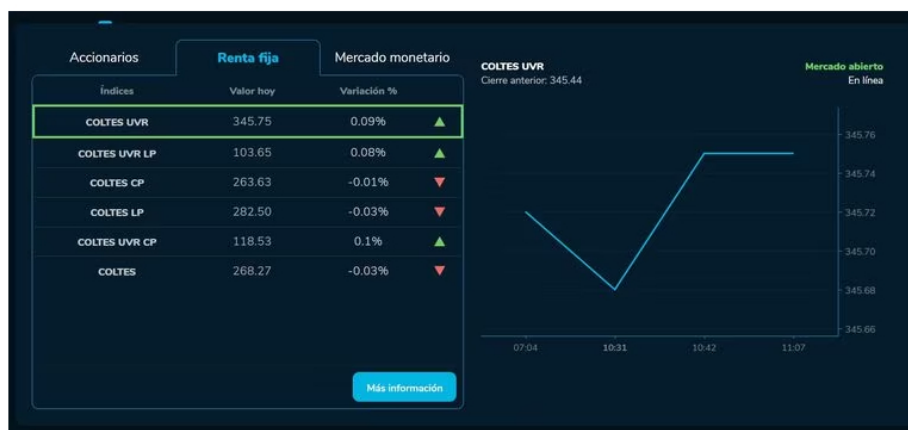 Accionarios
Renta fija
Mercado monetario
Índices Valor hoy Variación %
COLTES UVR 345.75 0.09%
COLTES UVR LP 103.65 0.08%
COLTES CP 263.63 -0.01%
COLTES LP 282.50 -0.03%
COLTES UVR CP 118.53 0.1%
COLTES 268.27 -0.03%
Más información
COLTES UVR
Cierre anterior: 345.44
Mercado abierto
En línea
345.76
345.74
345.72
345.70
345.68
345.66
07:04 10:31 10:42 11:07